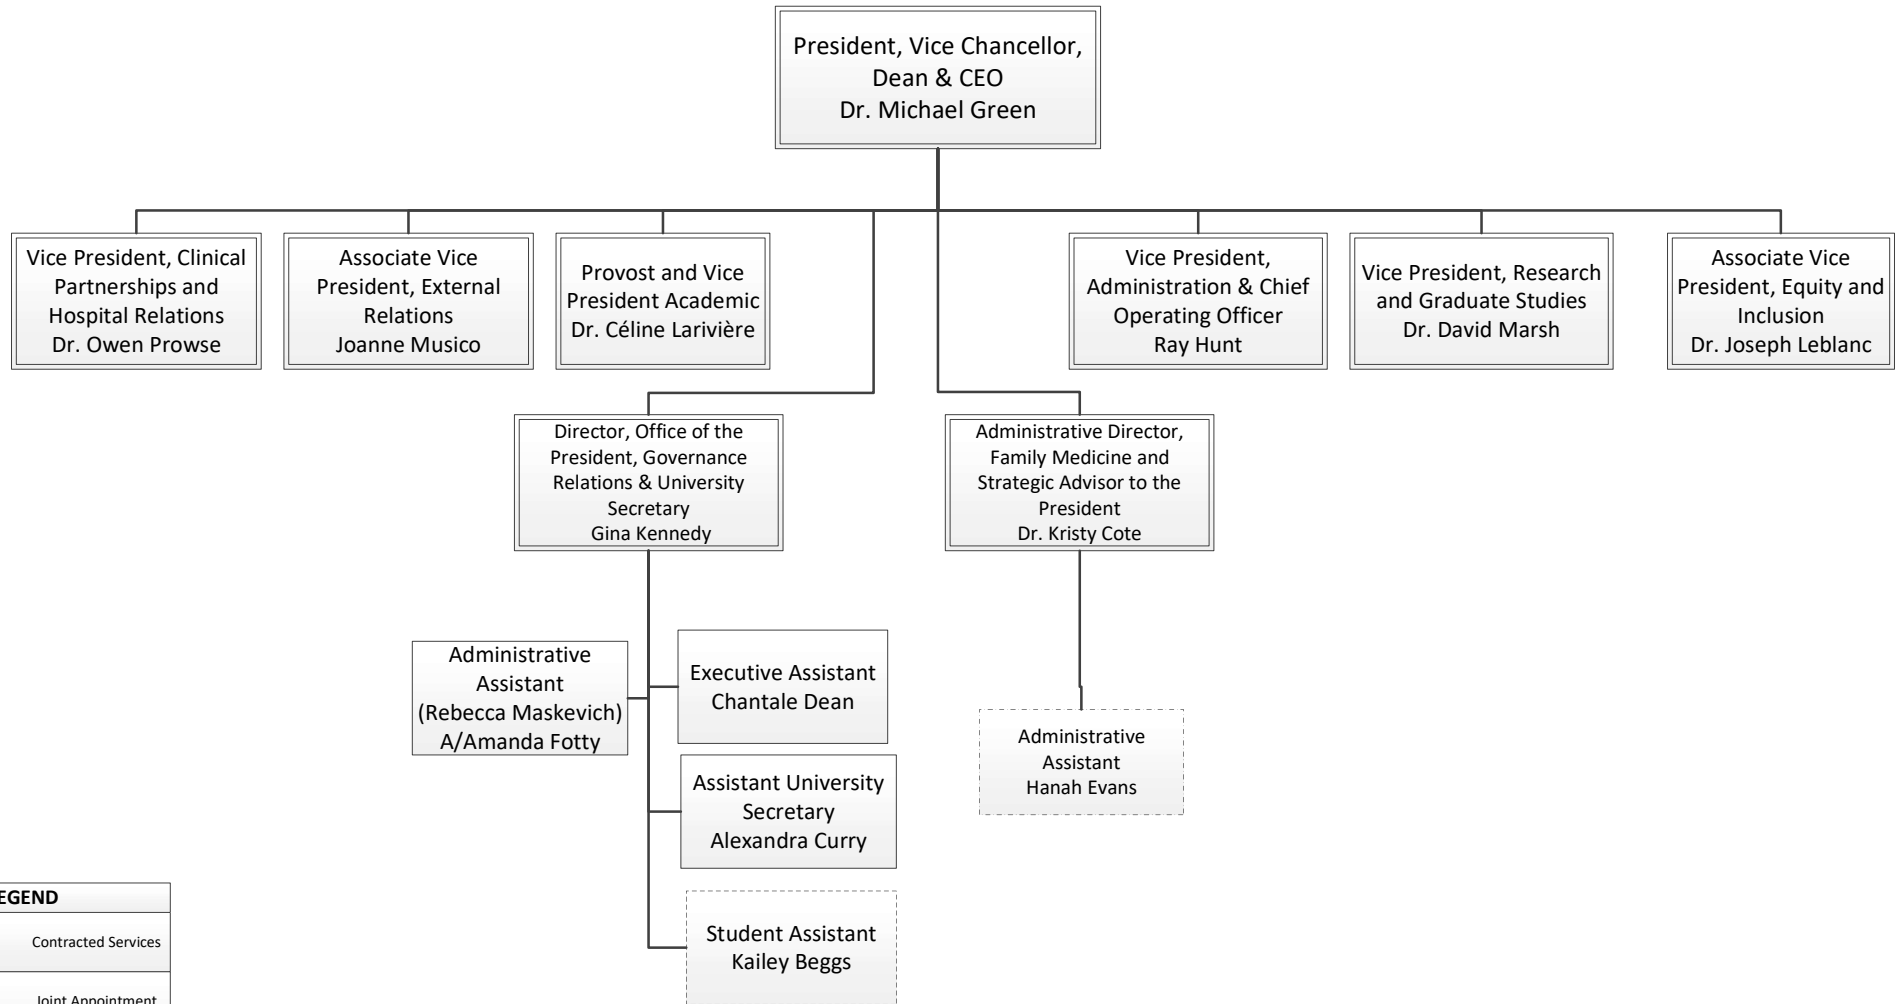 President, Vice Chancellor,
Dean & CEO
Dr. Michael Green
Vice President, Clinical
Partnerships and
Hospital Relations
Dr. Owen Prowse
Associate Vice
President, External
Relations
Joanne Musico
Provost and Vice
President Academic
Dr. Céline Larivière
Vice President,
Administration & Chief
Operating Officer
Ray Hunt
Vice President, Research
and Graduate Studies
Dr. David Marsh
Associate Vice
President, Equity and
Inclusion
Dr. Joseph Leblanc
Director, Office of the
President, Governance
Relations & University
Secretary
Gina Kennedy
Administrative Director,
Family Medicine and
Strategic Advisor to the
President
Dr. Kristy Cote
Administrative
Assistant
(Rebecca Maskevich)
A/Amanda Fotty
Executive Assistant
Chantale Dean
Administrative
Assistant
Hanah Evans
Assistant University
Secretary
Alexandra Curry
Student Assistant
Kailey Beggs
EGEND
Contracted Services
Joint Appointment